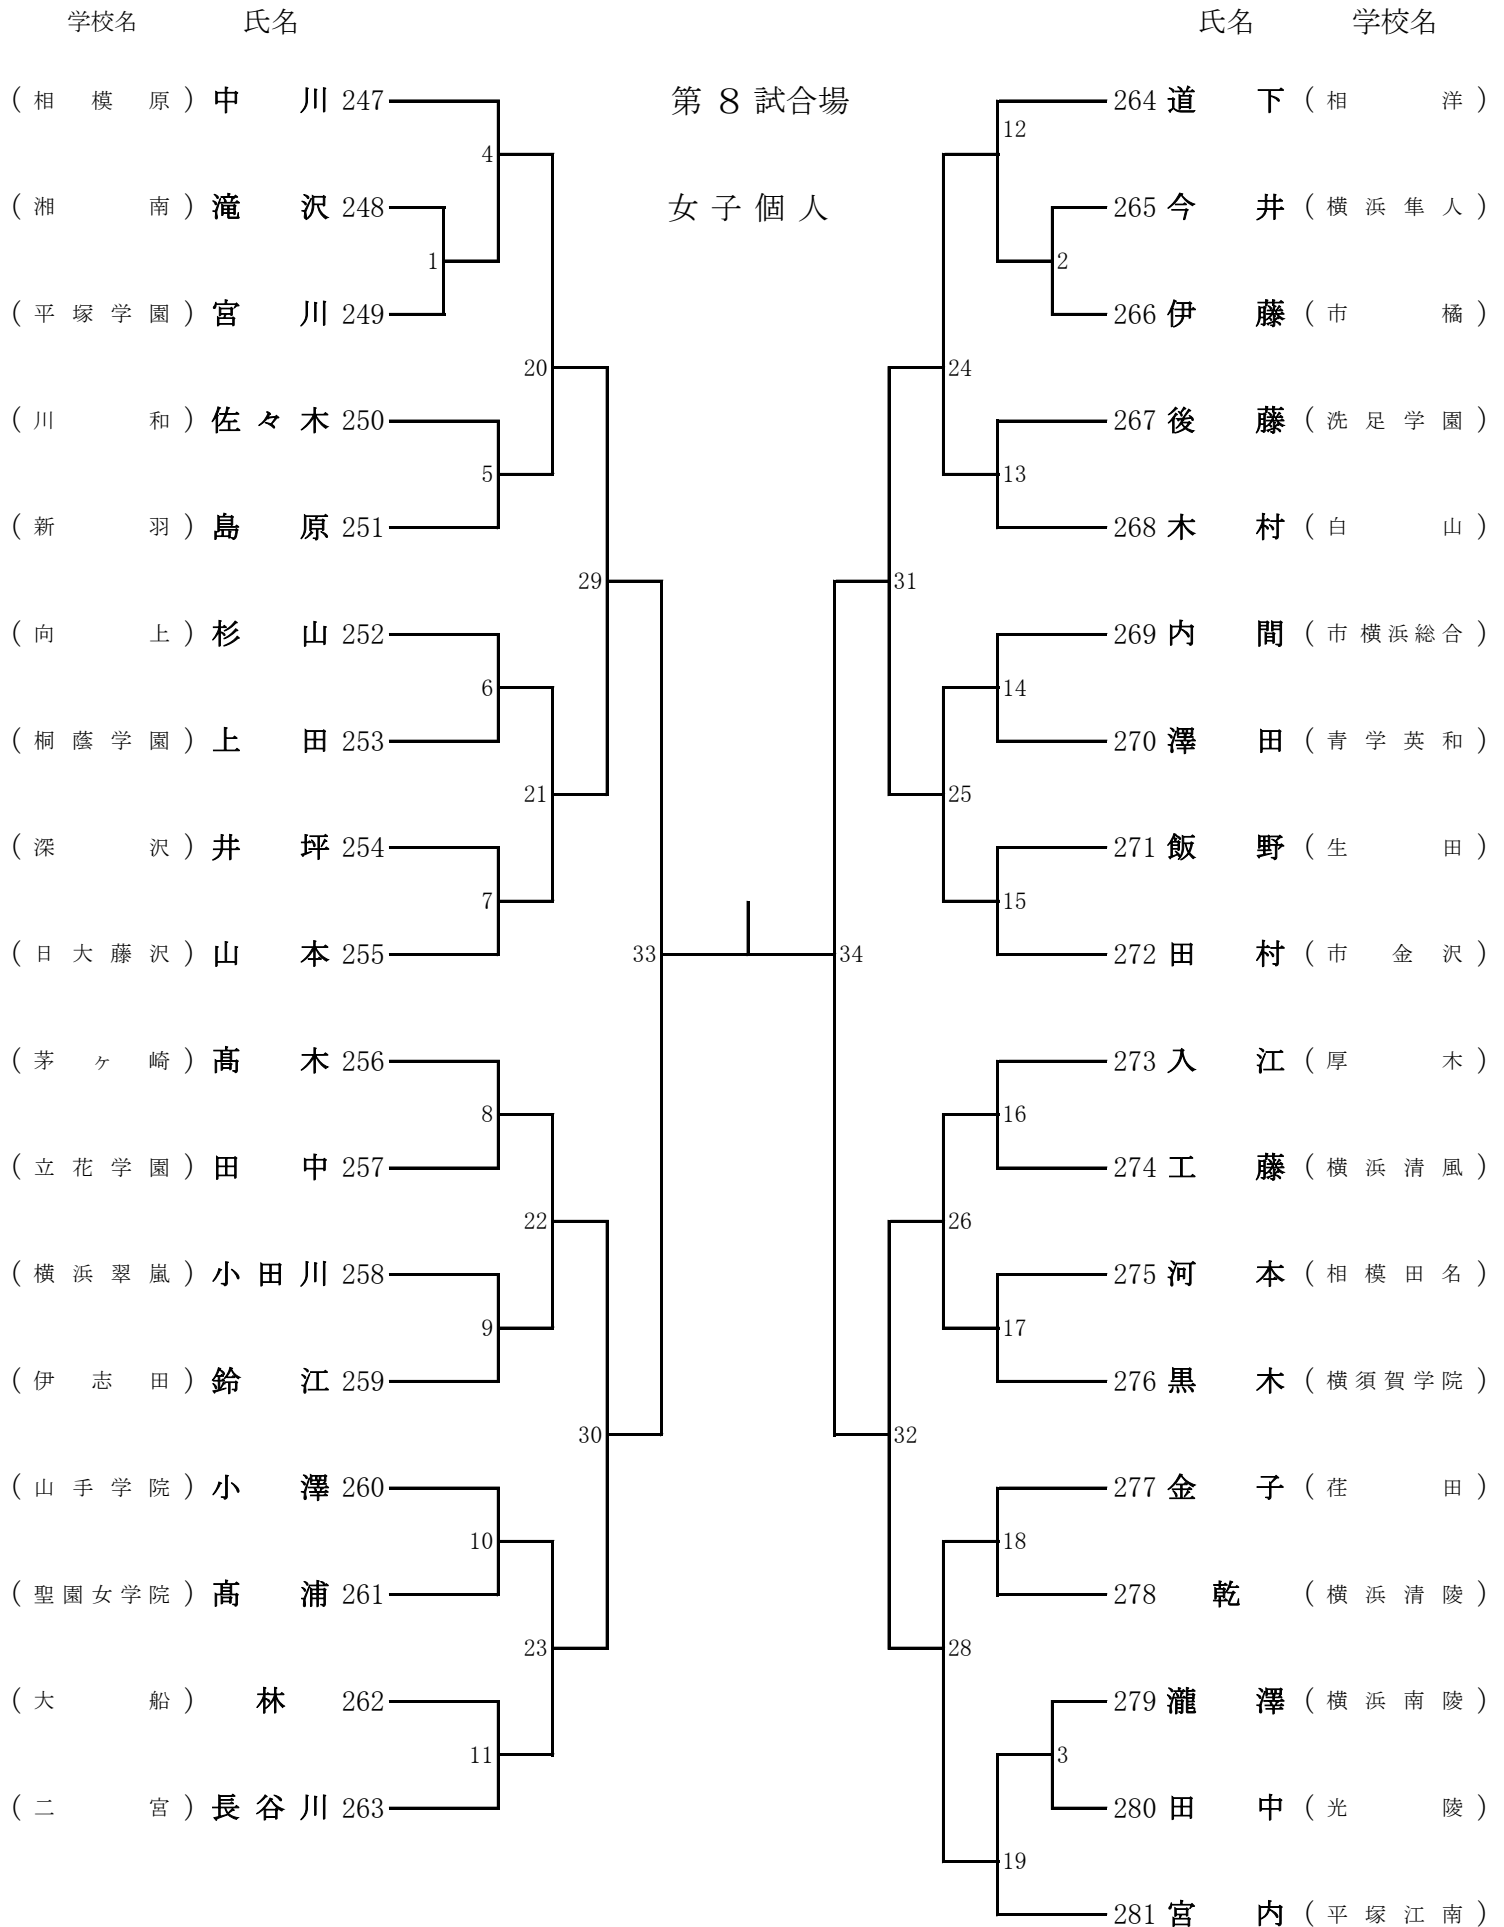 学校名 氏名 氏名 学校名
(相模原) 中川 247 第8試合場 264 道下 (相洋)
12
4
(湘南) 滝沢 248 女子個人 265 今井 (横浜隼人)
1 2
(平塚学園) 宮川 249 266 伊藤 (市橘)
20 24
(川和) 佐々木 250 267 後藤 (洗足学園)
5 13
(新羽) 島原 251 268 木村 (白山)
29 31
(向上) 杉山 252 269 内間 (市横浜総合)
6 14
(桐蔭学園) 上田 253 270 澤田 (青学英和)
21 25
(深沢) 井坪 254 271 飯野 (生田)
7 15
(日大藤沢) 山本 255 33 34 272 田村 (市金沢)
(茅ヶ崎) 髙木 256 273 入江 (厚木)
8 16
(立花学園) 田中 257 274 工藤 (横浜清風)
22 26
(横浜翠嵐) 小田川 258 275 河本 (相模田名)
9 17
(伊志田) 鈴江 259 276 黒木 (横須賀学院)
30 32
(山手学院) 小澤 260 277 金子 (荏田)
10 18
(聖園女学院) 髙浦 261 278 乾 (横浜清陵)
23 28
(大船) 林 262 279 瀧澤 (横浜南陵)
11 3
(二宮) 長谷川 263 280 田中 (光陵)
19
281 宮内 (平塚江南)